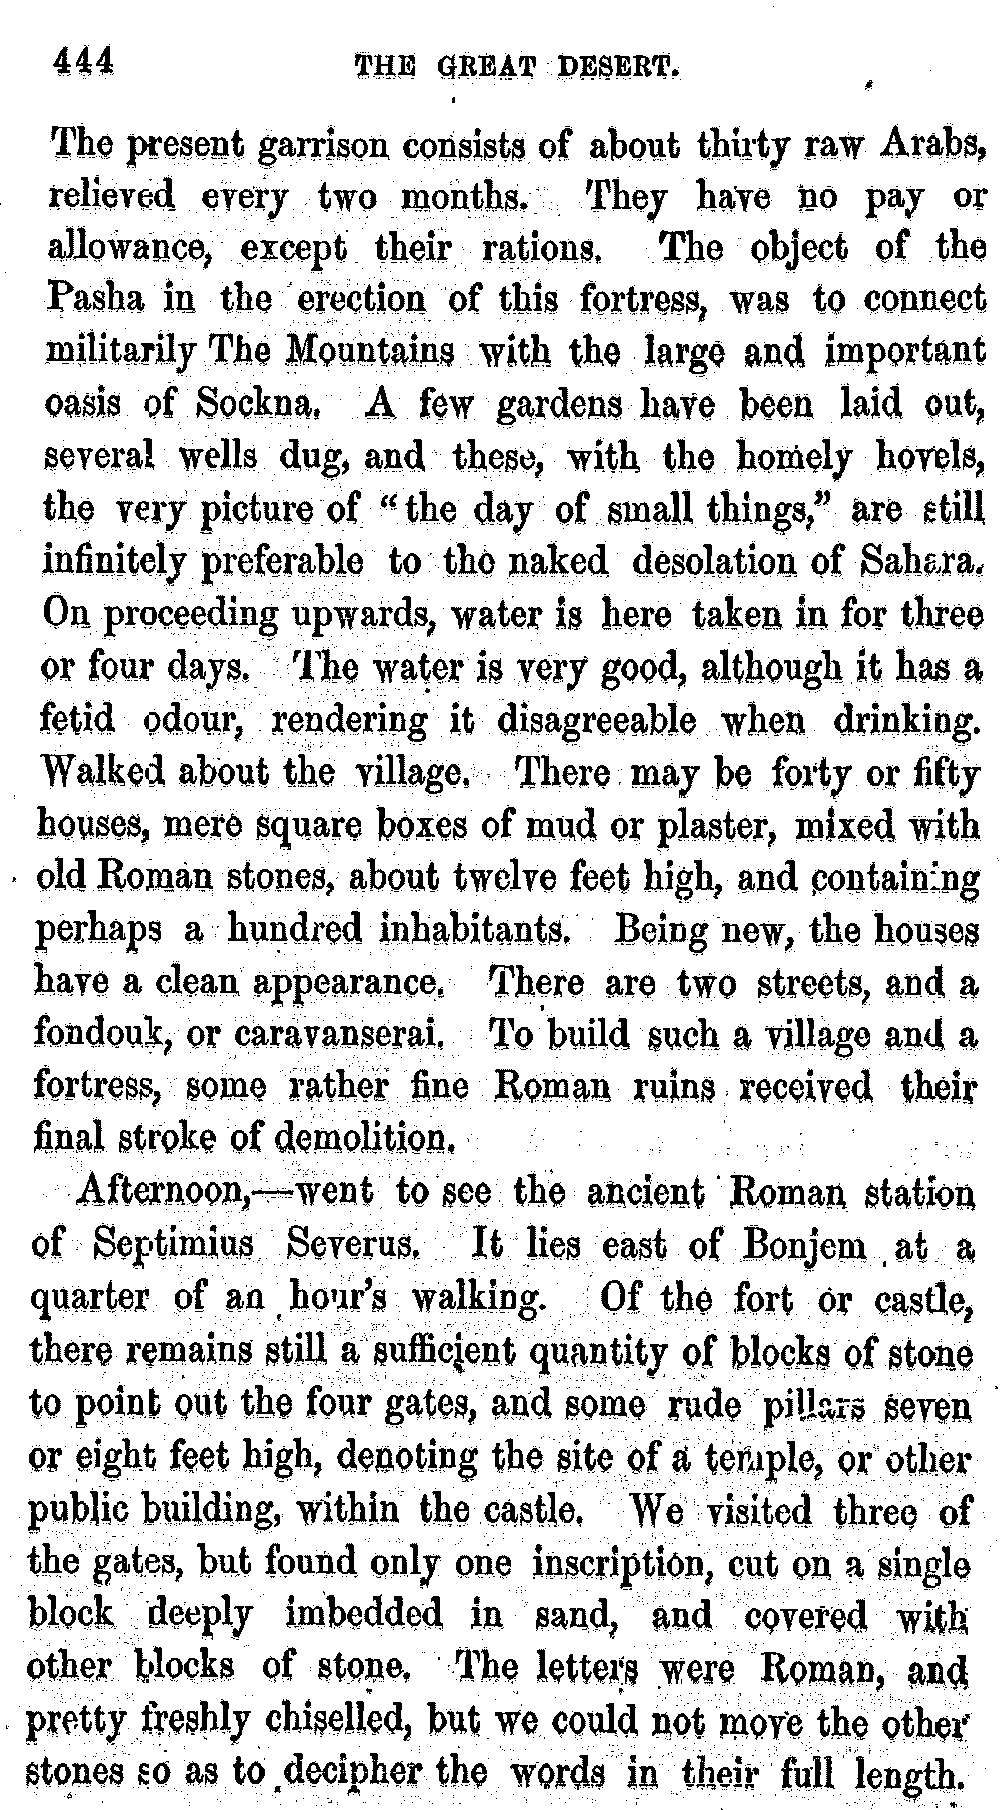 444 THE GREAT DESERT.
The present garrison consists of about thirty raw Arabs,
relieved every two months. They have no pay or
allowance, except their rations. The object of the
Pasha in the erection of this fortress, was to connect
militarily The Mountains with the large and important
oasis of Sockna. A few gardens have been laid out,
several wells dug, and these, with the homely hovels,
the very picture of “the day of small things,” are still
infinitely preferable to the naked desolation of Sahara.
On proceeding upwards, water is here taken in for three
or four days. The water is very good, although it has a
fetid odour, rendering it disagreeable when drinking.
Walked about the village. There may be forty or fifty
houses, mere square boxes of mud or plaster, mixed with
old Roman stones, about twelve feet high, and containing
perhaps a hundred inhabitants. Being new, the houses
have a clean appearance. There are two streets, and a
fondouk, or caravanserai. To build such a village and a
fortress, some rather fine Roman ruins received their
final stroke of demolition.
Afternoon,—went to see the ancient Roman station
of Septimius Severus. It lies east of Bonjem at a
quarter of an hour's walking. Of the fort or castle,
there remains still a sufficient quantity of blocks of stone
to point out the four gates, and some rude pillars seven
or eight feet high, denoting the site of a temple, or other
public building, within the castle. We visited three of
the gates, but found only one inscription, cut on a single
block deeply imbedded in sand, and covered with
other blocks of stone. The letters were Roman, and
pretty freshly chiselled, but we could not move the other
stones so as to decipher the words in their full length.